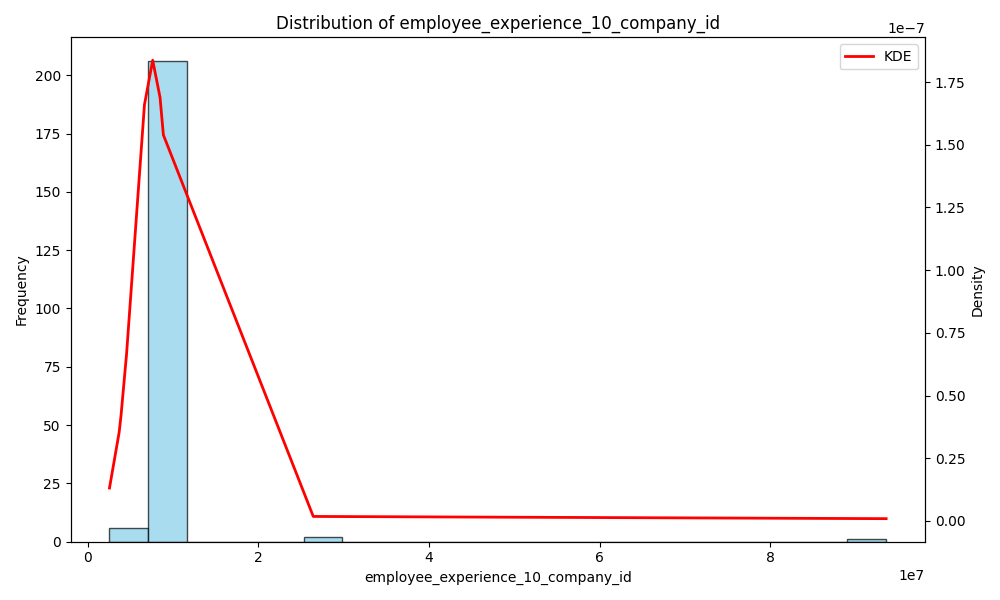 Distribution of employee_experience_10_company_id
1e−7
KDE
200
175
150
125
100
75
50
25
0
Frequency
1.75
1.50
1.25
1.00
0.75
0.50
0.25
0.00
Density
0 2 4 6 8
1e7
employee_experience_10_company_id